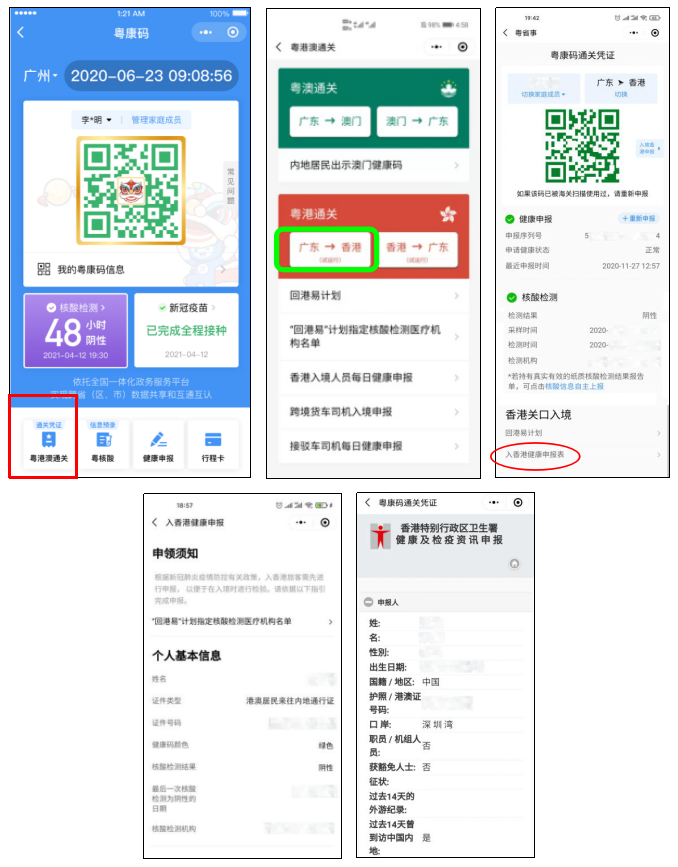 1:21 AM
100%
粤康码
广州
2020-06-23 09:08:56
李*明
管理家庭成员
常见问题
我的粤康码信息
核酸检测
48
小时
阴性
2021-04-12 19:30
新冠疫苗
已完成全程接种
2021-04-12
依托全国一体化政务服务平台
实现跨省(区、市)数据共享和互通互认
通关凭证
粤港澳通关
信息预录
粤核酸
健康申报
行程卡
98%
4:58
粤港澳通关
粤澳通关
广东 → 澳门
澳门 → 广东
内地居民出示澳门健康码
粤港通关
广东 → 香港
(试运行)
香港 → 广东
(试运行)
回港易计划
"回港易"计划指定核酸检测医疗机
构名单
香港入境人员每日健康申报
跨境货车司机入境申报
接驳车司机每日健康申报
19:42
粤省事
粤康码通关凭证
切换家庭成员
广东 ➤ 香港
切换
如果该码已被海关扫描使用过,请重新申报
健康申报
+重新申报
申报序列号
5
4
申请健康状态
正常
最近申报时间
2020-11-27 12:57
核酸检测
检测结果
阴性
采样时间
2020-
检测时间
2020-
检测机构
*若持有真实有效的纸质核酸检测结果报告
单,可点击核酸信息自主上报
香港关口入境
回港易计划
入香港健康申报表
18:57
入香港健康申报
申领须知
根据新冠肺炎疫情防控有关政策,入香港旅客需先进
行申报,以便于在入境时进行检验。请依据以下指引
完成申报。
"回港易"计划指定核酸检测医疗机构名单
个人基本信息
姓名
证件类型
港澳居民来往内地通行证
证件号码
健康码颜色
绿色
核酸检测结果
阴性
最后一次核酸
检测为阴性的
日期
核酸检测机构
粤康码通关凭证
香港特别行政区卫生署
健康及检疫资讯申报
申报人
姓:
名:
性别:
出生日期:
国籍 / 地区: 中国
护照 / 港澳证
号码:
口 岸: 深圳湾
职员 / 机组人
员: 否
获豁免人士: 否
征状:
过去14天的
外游纪录:
过去14天曾
到访中国内
地: 是